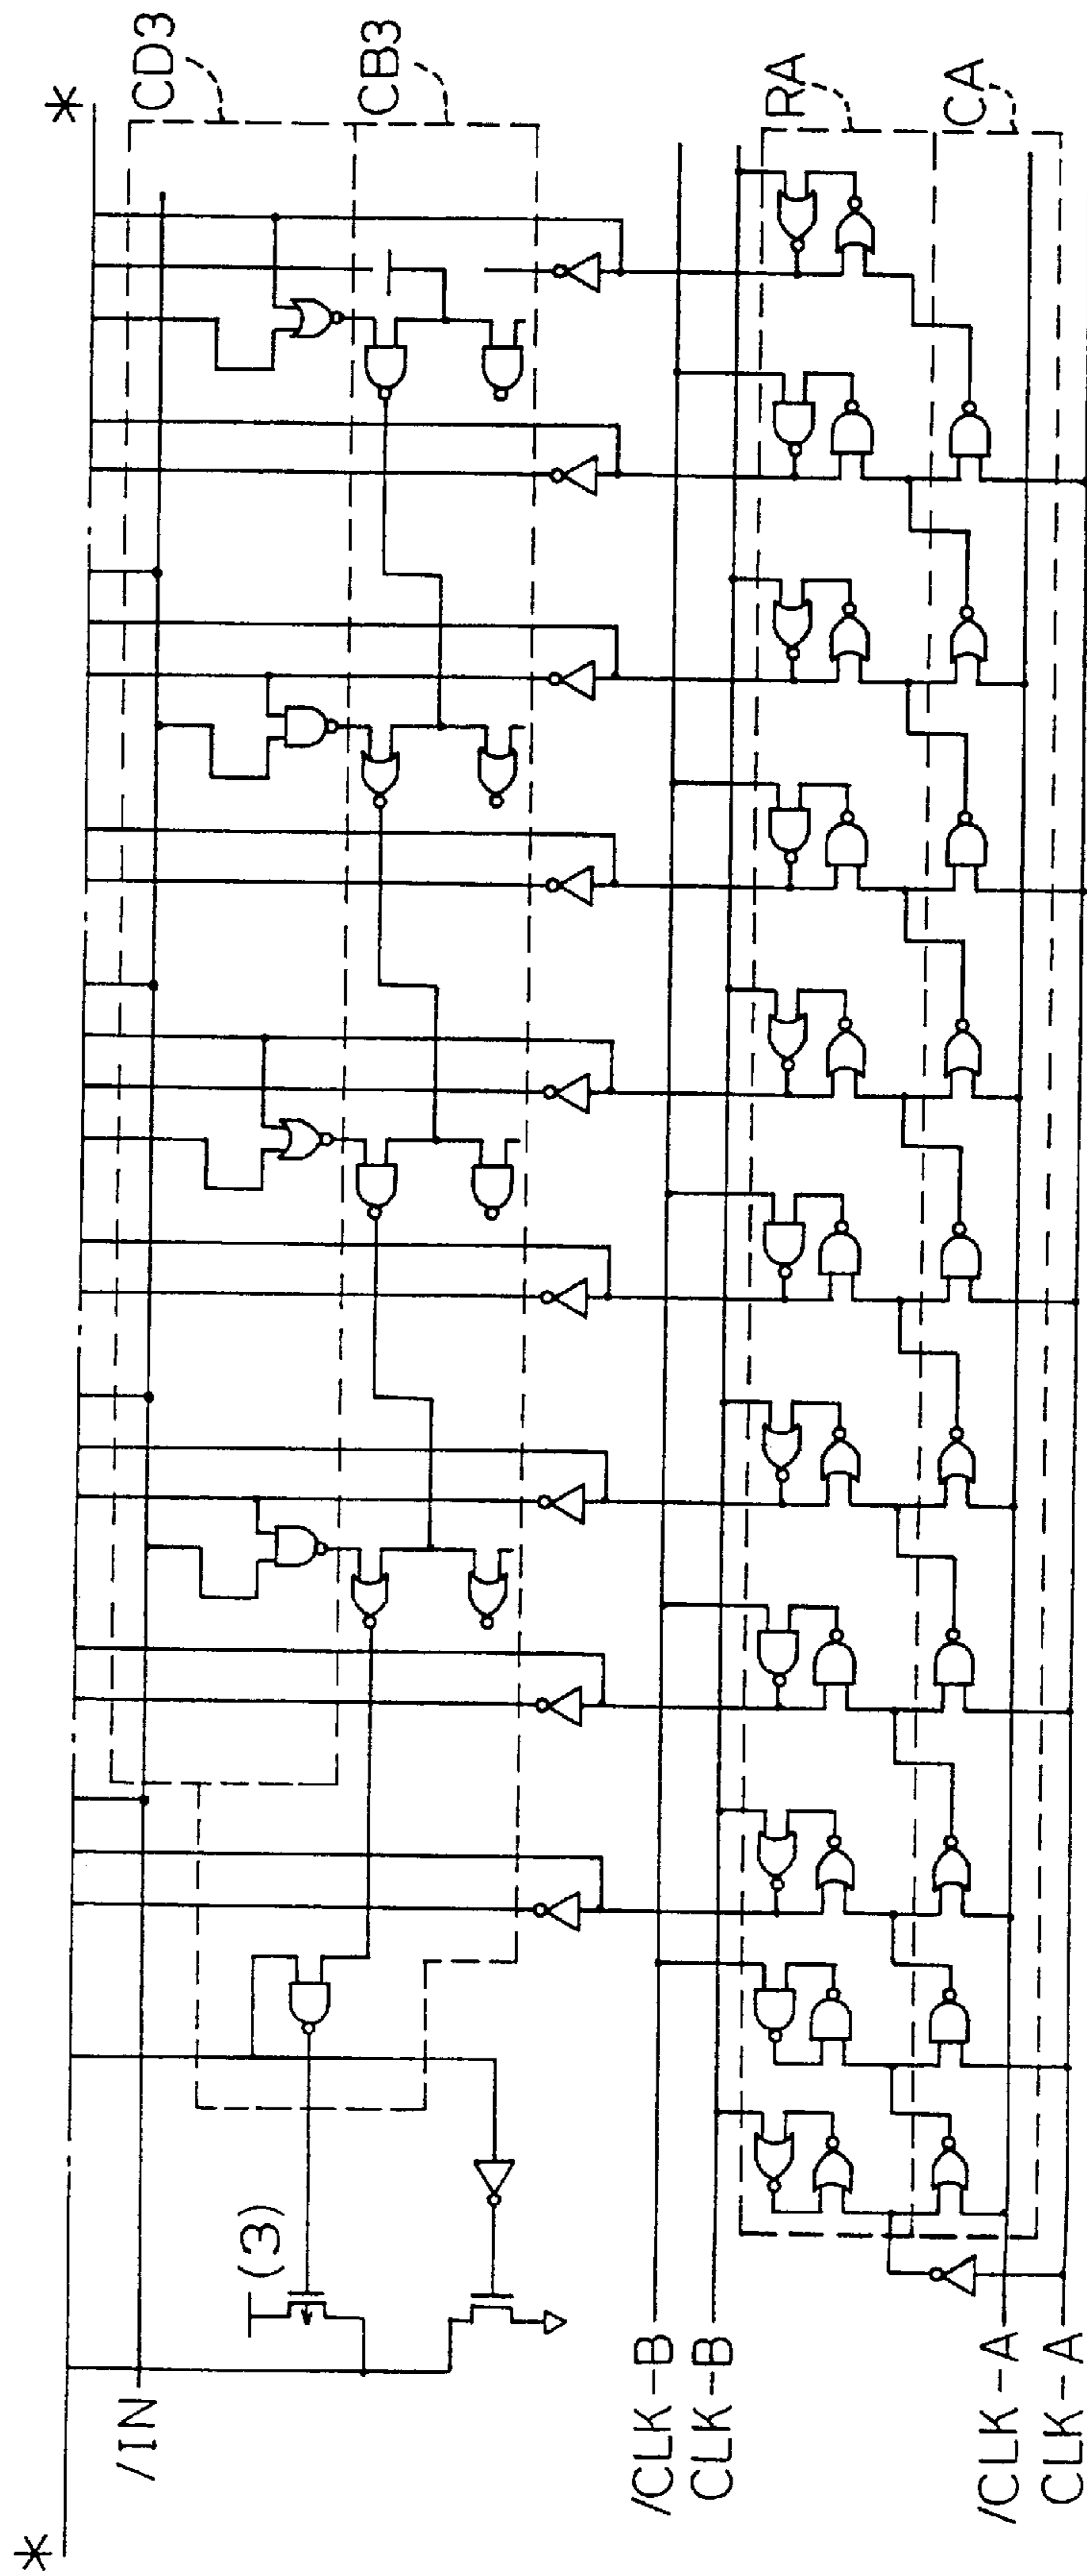 *
CD3
CB3
RA
CA
(3)
*
/IN
/CLK-B
CLK-B
/CLK-A
CLK-A